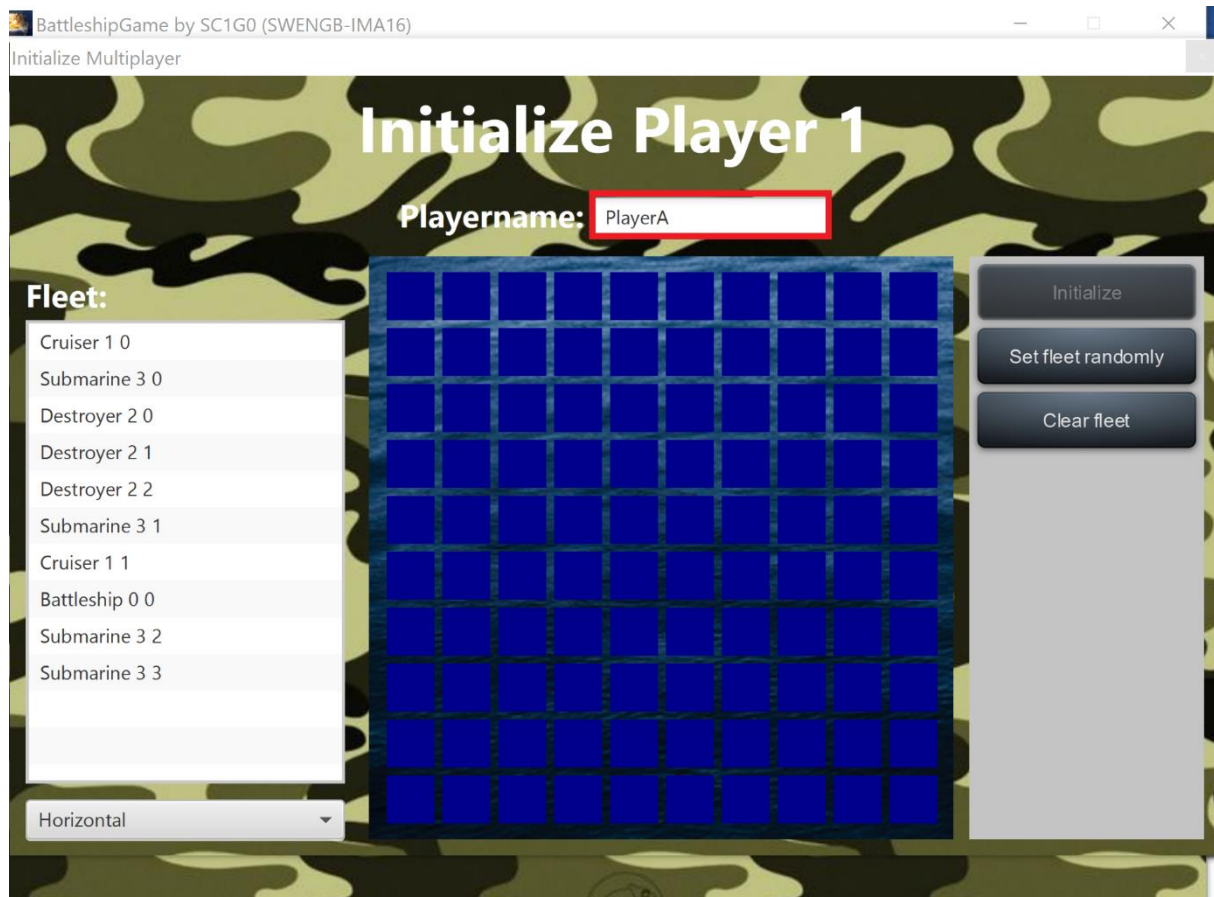 BattleshipGame by SC1G0 (SWENGB-IMA16)
Initialize Multiplayer
Initialize Player 1
Playername: PlayerA
Fleet:
Cruiser 1 0
Submarine 3 0
Destroyer 2 0
Destroyer 2 1
Destroyer 2 2
Submarine 3 1
Cruiser 1 1
Battleship 0 0
Submarine 3 2
Submarine 3 3
Horizontal
Initialize
Set fleet randomly
Clear fleet